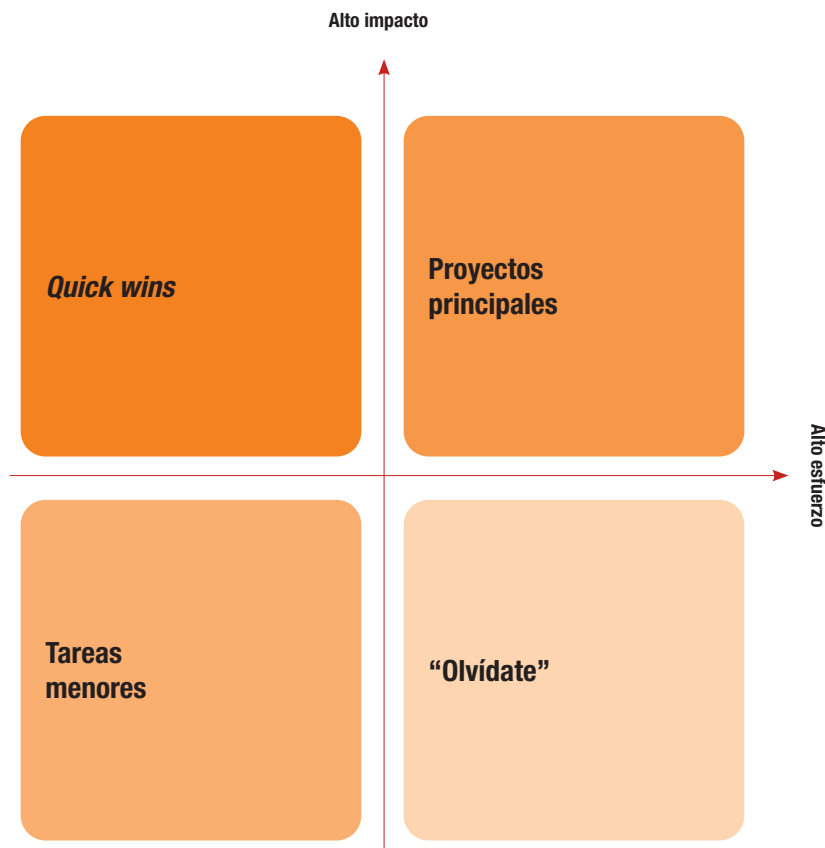 Alto impacto
Quick wins
Proyectos
principales
Alto esfuerzo
Tareas
menores
“Olvídate”